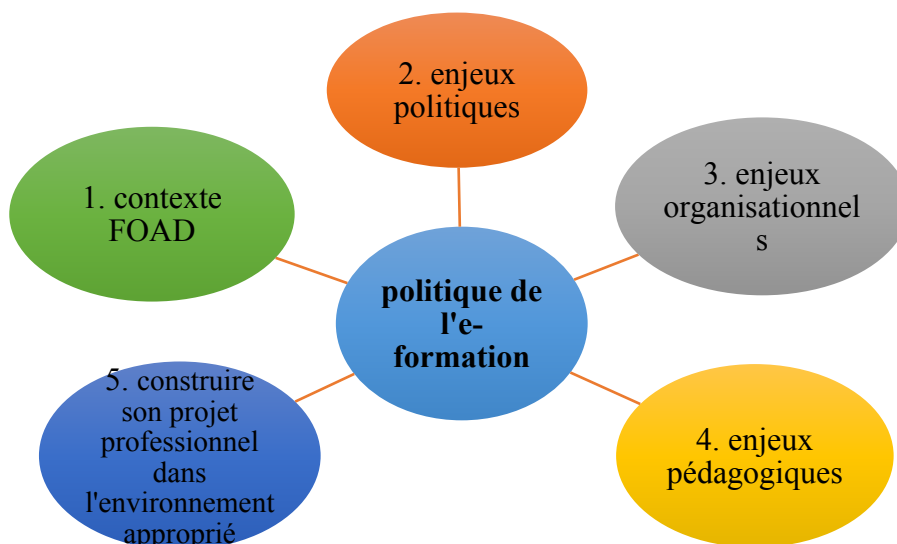 1. contexte
FOAD
2. enjeux
politiques
3. enjeux
organisationnel
s
4. enjeux
pédagogiques
5. construire
son projet
professionnel
dans
l'environnement
approprié
politique de
l'e-
formation